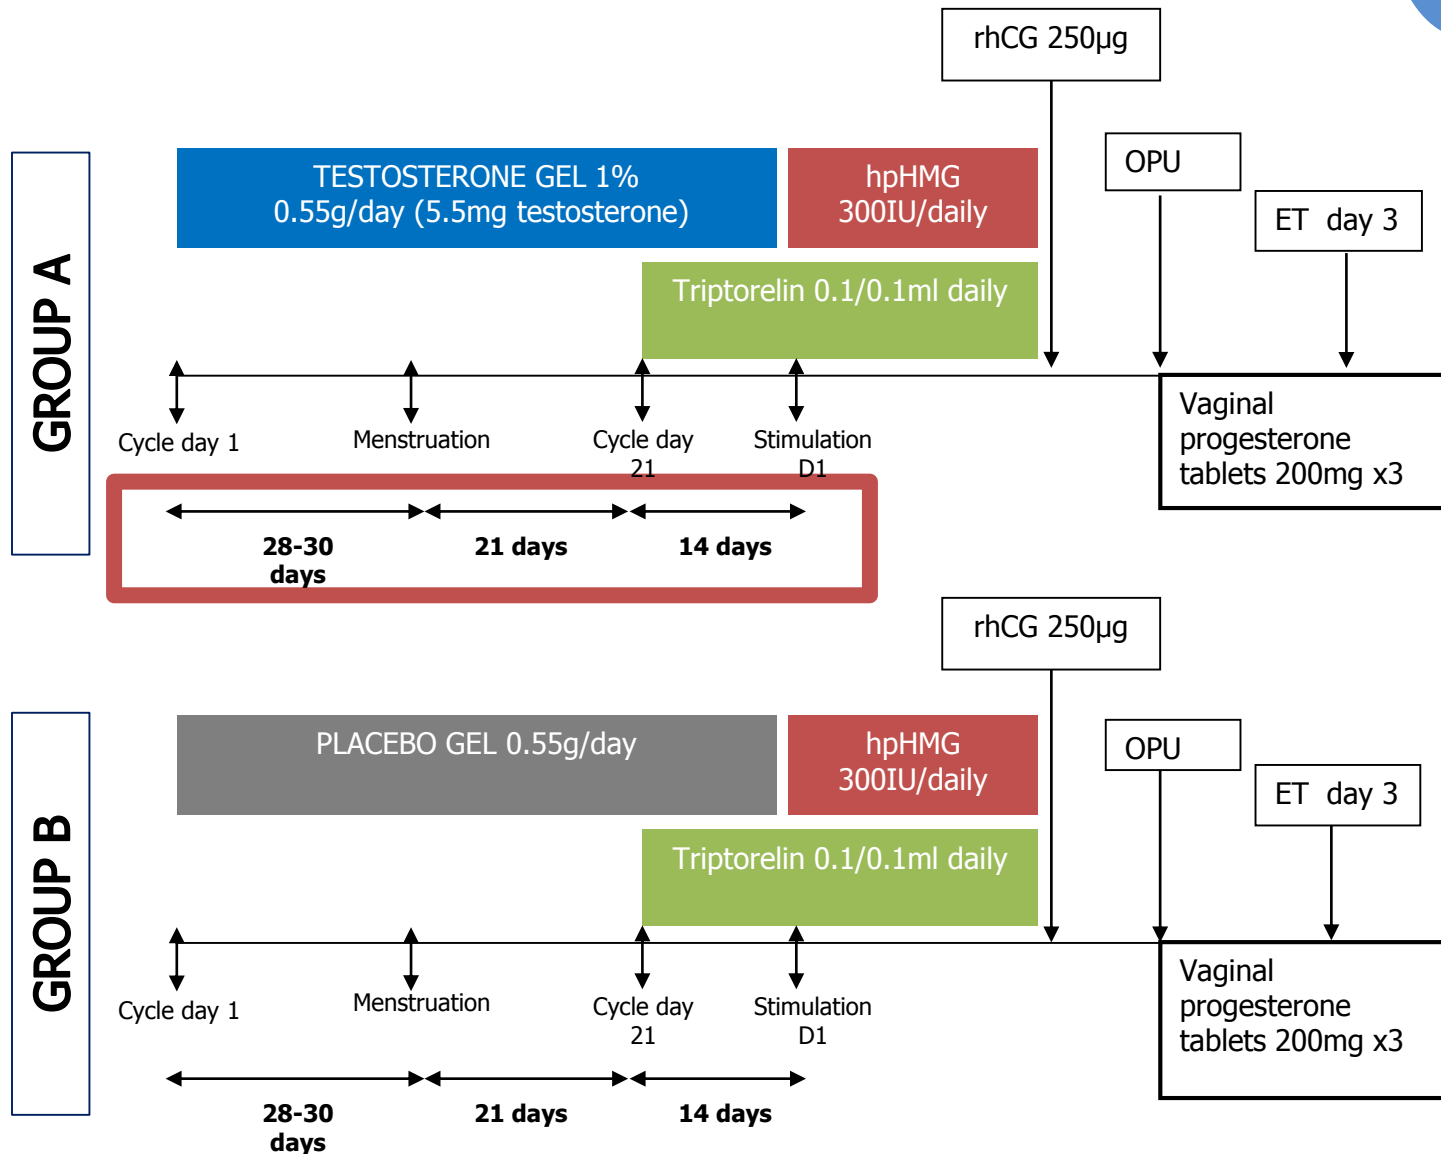 rhCG 250µg
GROUP A
TESTOSTERONE GEL 1%
0.55g/day (5.5mg testosterone)
hpHMG
300IU/daily
OPU
ET day 3
Triptorelin 0.1/0.1ml daily
Cycle day 1
Menstruation
Cycle day
21
Stimulation
D1
Vaginal
progesterone
tablets 200mg x3
28-30
days
21 days
14 days
rhCG 250µg
GROUP B
PLACEBO GEL 0.55g/day
hpHMG
300IU/daily
OPU
ET day 3
Triptorelin 0.1/0.1ml daily
Cycle day 1
Menstruation
Cycle day
21
Stimulation
D1
Vaginal
progesterone
tablets 200mg x3
28-30
days
21 days
14 days